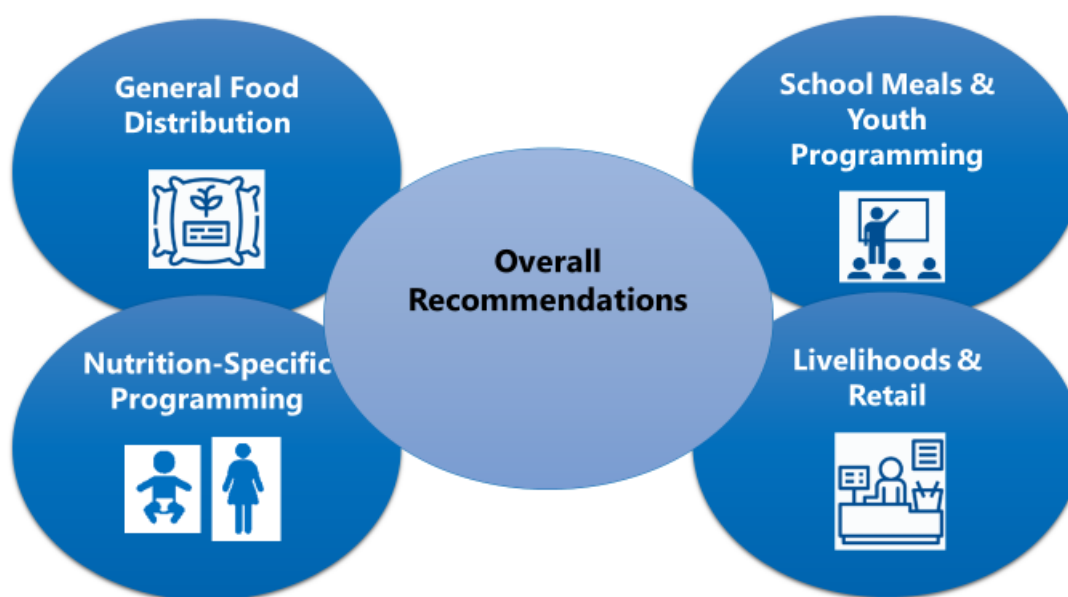 General Food
Distribution
School Meals &
Youth
Programming
Overall
Recommendations
Nutrition-Specific
Programming
Livelihoods &
Retail